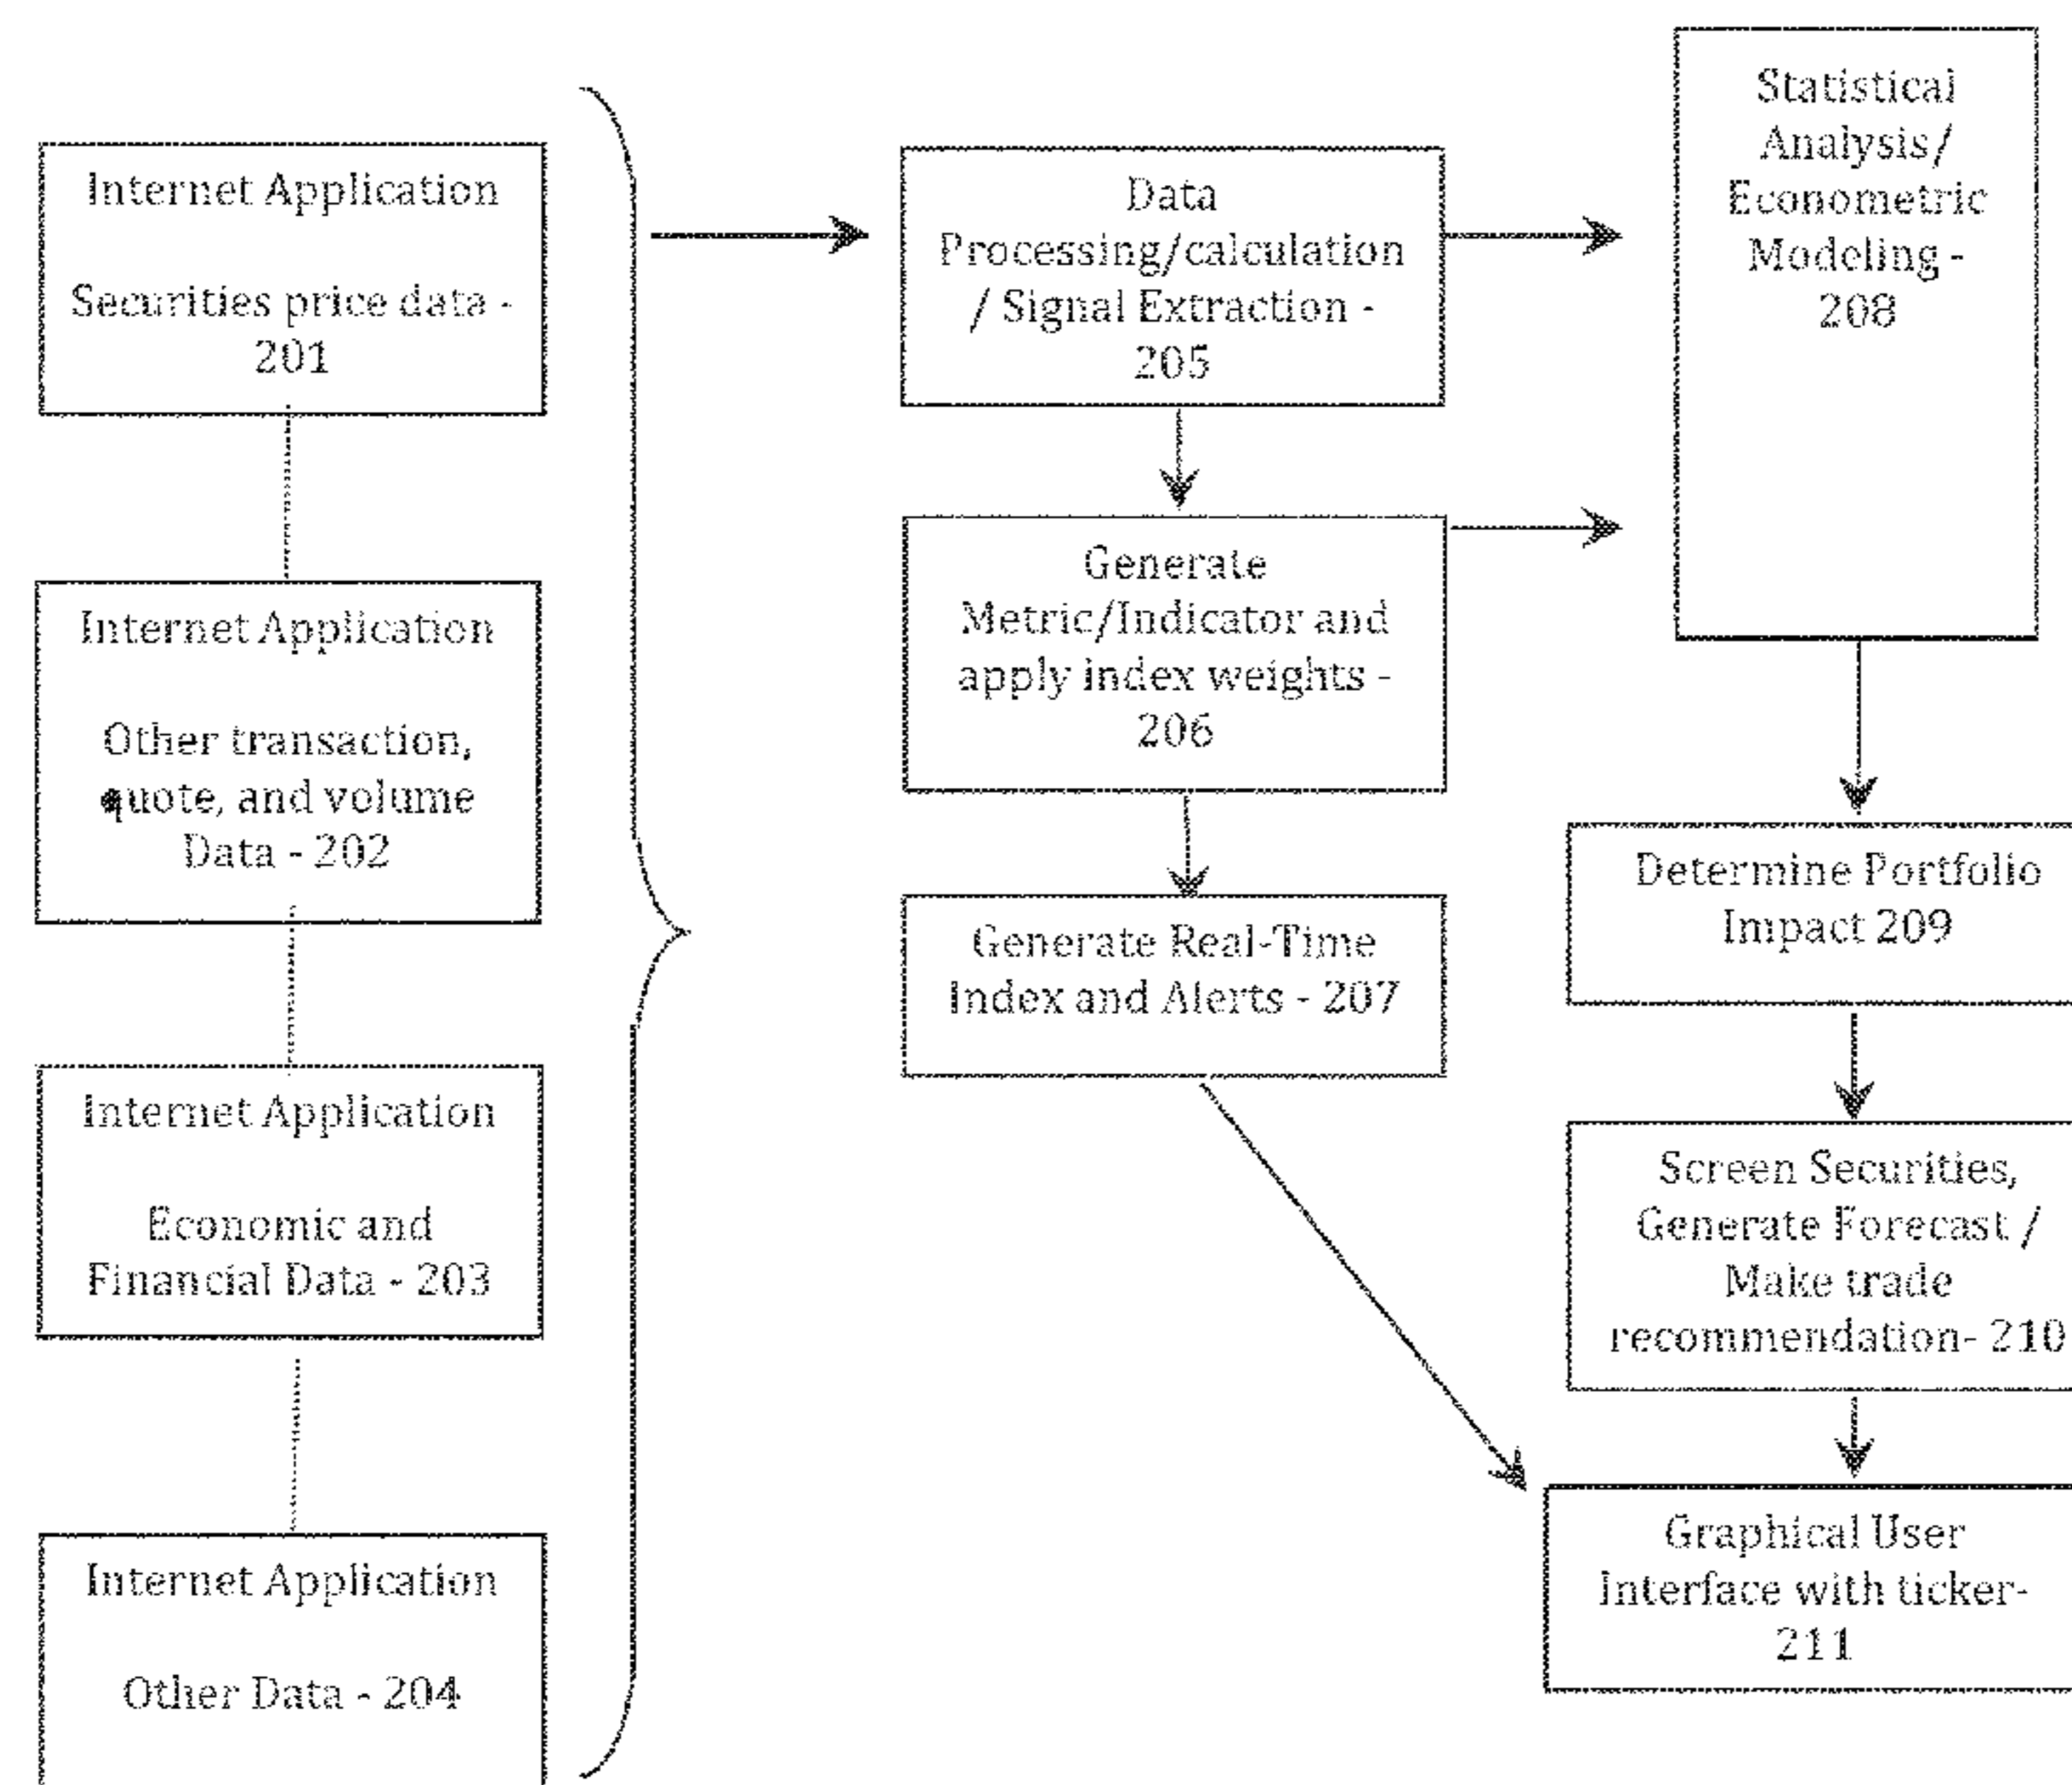 Internet Application
Securities price data -
201
Internet Application
Other transaction,
quote, and volume
Data - 202
Internet Application
Economic and
Financial Data - 203
Internet Application
Other Data - 204
Data
Processing/calculation
/ Signal Extraction -
205
Generate
Metric/Indicator and
apply index weights -
206
Generate Real-Time
Index and Alerts - 207
Statistical
Analysis/
Econometric
Modeling -
208
Determine Portfolio
Impact 209
Screen Securities,
Generate Forecast /
Make trade
recommendation- 210
Graphical User
Interface with ticker-
211